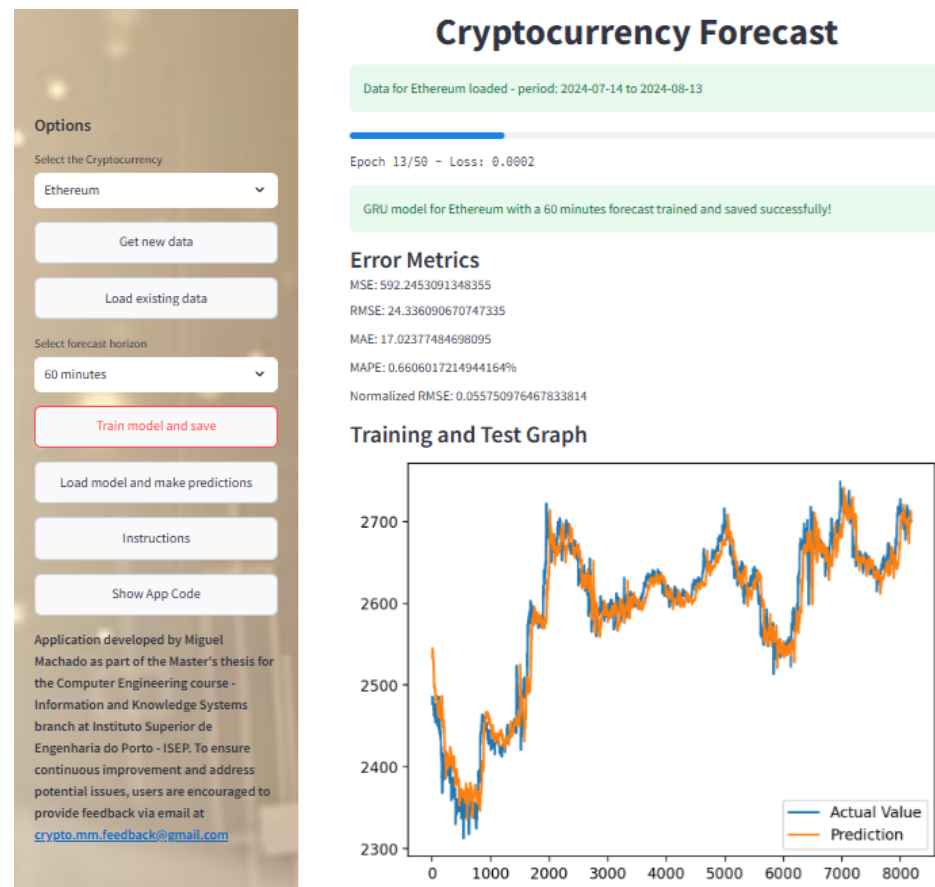 Options
Select the Cryptocurrency
Ethereum
Get new data
Load existing data
Select forecast horizon
60 minutes
Train model and save
Load model and make predictions
Instructions
Show App Code
Application developed by Miguel
Machado as part of the Master's thesis for
the Computer Engineering course -
Information and Knowledge Systems
branch at Instituto Superior de
Engenharia do Porto - ISEP. To ensure
continuous improvement and address
potential issues, users are encouraged to
provide feedback via email at
crypto.mm.feedback@gmail.com
Cryptocurrency Forecast
Data for Ethereum loaded - period: 2024-07-14 to 2024-08-13
Epoch 13/50 - Loss: 0.0002
GRU model for Ethereum with a 60 minutes forecast trained and saved successfully!
Error Metrics
MSE: 592.2453091348355
RMSE: 24.336090670747335
MAE: 17.02377484698095
MAPE: 0.6606017214944164%
Normalized RMSE: 0.055750976467833814
Training and Test Graph
2700
2600
2500
2400
2300
Actual Value
Prediction
0 1000 2000 3000 4000 5000 6000 7000 8000